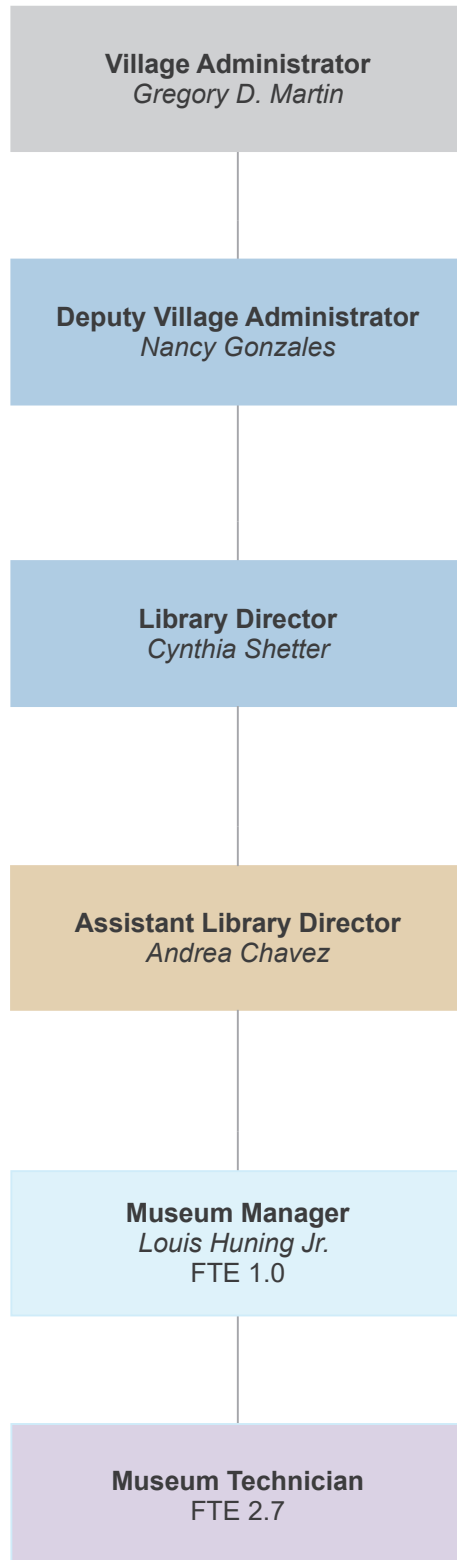 Village Administrator
Gregory D. Martin
Deputy Village Administrator
Nancy Gonzales
Library Director
Cynthia Shetter
Assistant Library Director
Andrea Chavez
Museum Manager
Louis Huning Jr.
FTE 1.0
Museum Technician
FTE 2.7